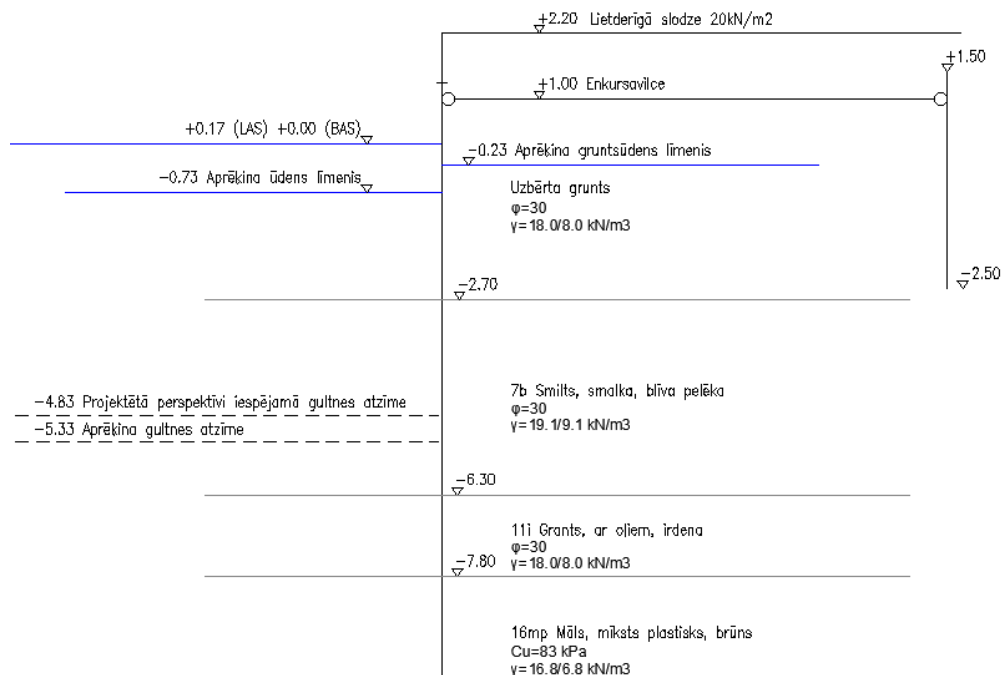 +2.20 Lietderīgā slodze 20kN/m2
+1.50
+1.00 Enkursavilce
+0.17 (LAS) +0.00 (BAS)
-0.23 Aprēķina gruntsūdens līmenis
-0.73 Aprēķina ūdens līmenis
Uzbērta grunts
φ=30
γ=18.0/8.0 kN/m3
-2.50
-2.70
7b Smilts, smalka, blīva pelēka
φ=30
γ=19.1/9.1 kN/m3
-4.83 Projektētā perspektīvi iespējamā gultnes atzīme
-5.33 Aprēķina gultnes atzīme
-6.30
11i Grants, ar oļiem, irdena
φ=30
γ=18.0/8.0 kN/m3
-7.80
16mp Māls, mīksts plastisks, brūns
Cu=83 kPa
γ=16.8/6.8 kN/m3